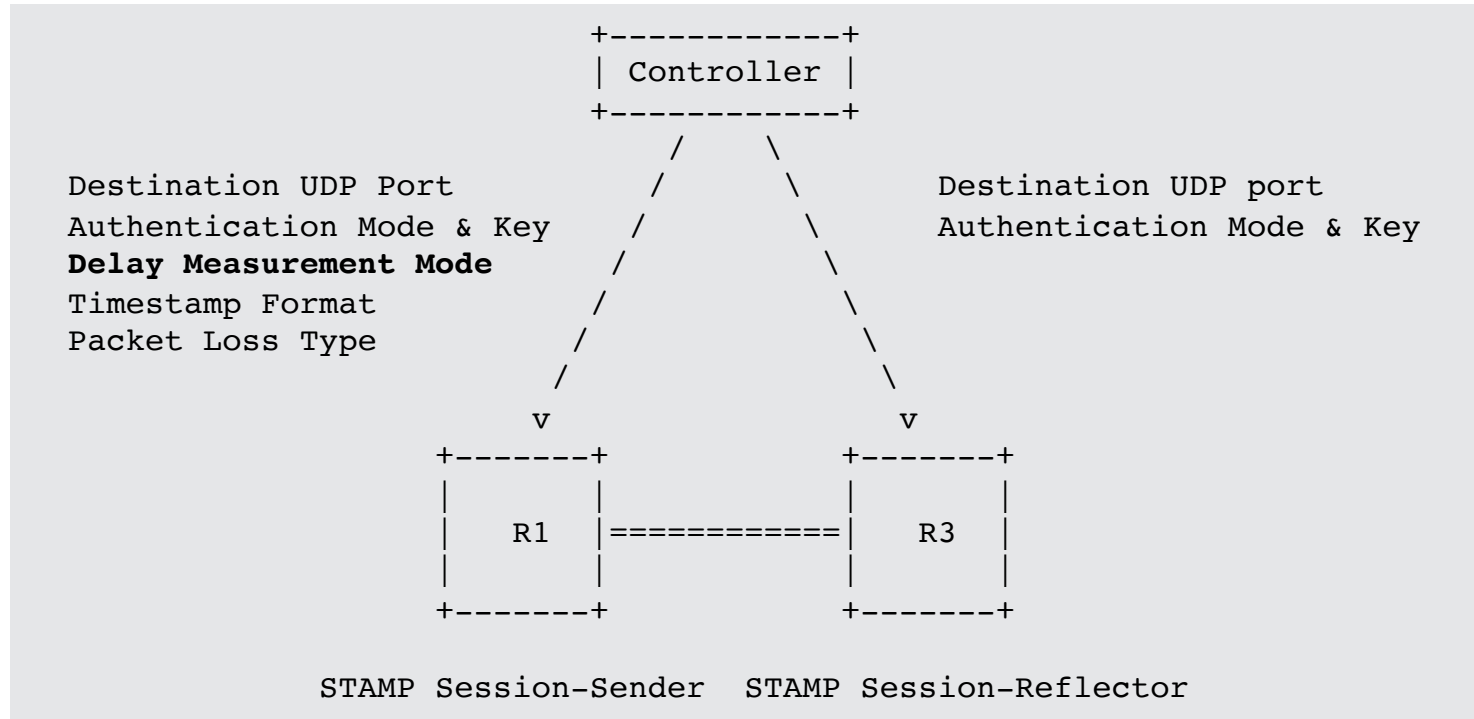 +------------+
| Controller |
+------------+
/ \
Destination UDP Port / \ Destination UDP port
Authentication Mode & Key / \ Authentication Mode & Key
Delay Measurement Mode / \
Timestamp Format / \
Packet Loss Type / \
/ \
v v
+-------+ +-------+
| | | |
| R1 |============| R3 |
| | | |
+-------+ +-------+
STAMP Session-Sender STAMP Session-Reflector